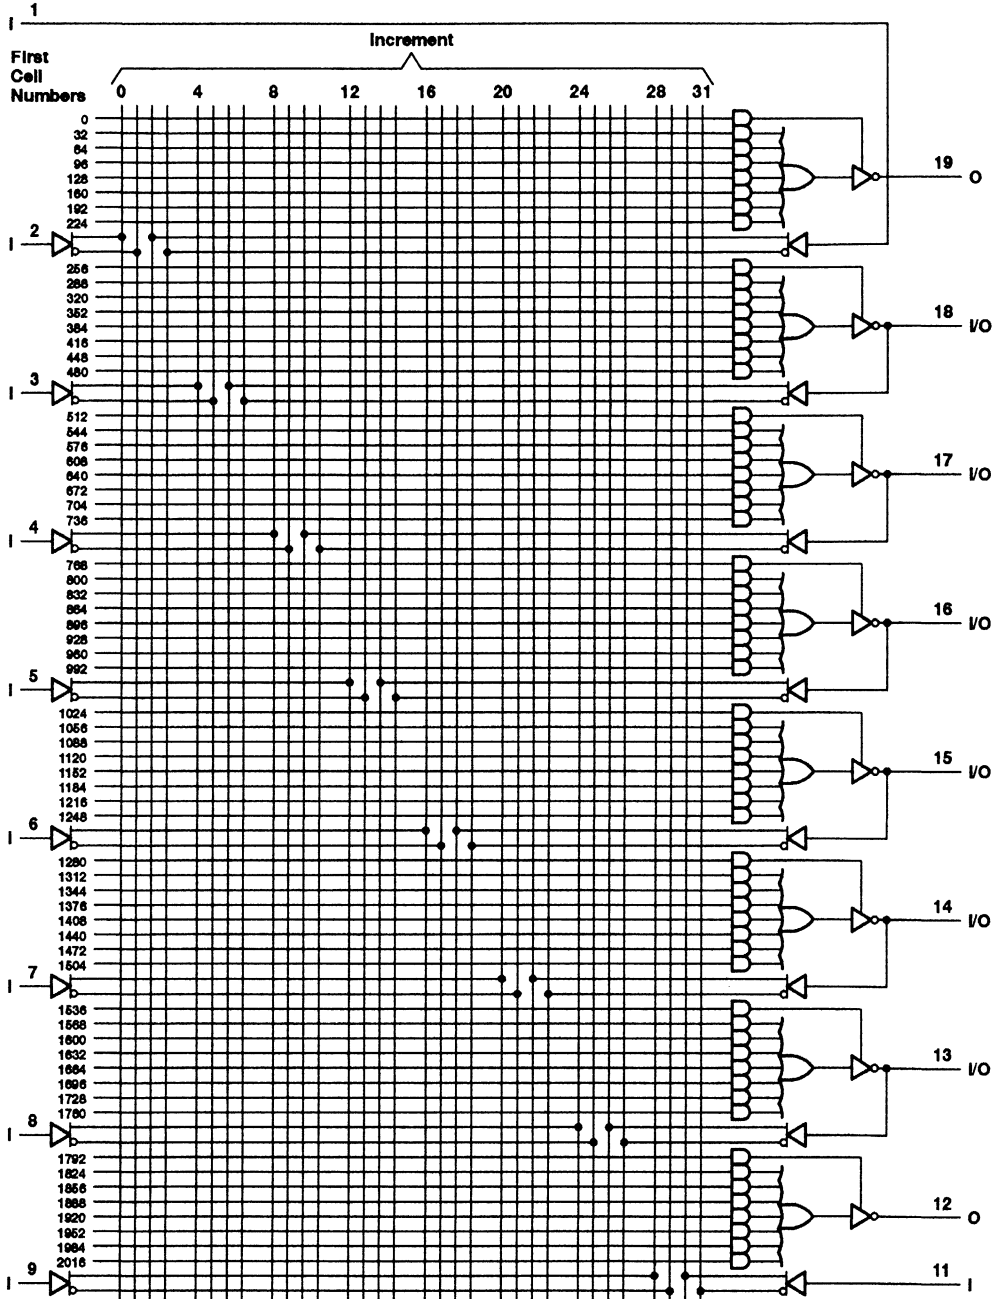 I 1
Increment
First
Cell
Numbers
0 4 8 12 16 20 24 28 31
0
32
64
96
128
160
192
224
19 O
I 2
256
288
320
352
384
416
448
480
18 I/O
I 3
512
544
576
608
640
672
704
736
17 I/O
I 4
768
800
832
864
896
928
960
992
16 I/O
I 5
1024
1056
1088
1120
1152
1184
1216
1248
15 I/O
I 6
1280
1312
1344
1376
1408
1440
1472
1504
14 I/O
I 7
1536
1568
1600
1632
1664
1696
1728
1760
13 I/O
I 8
1792
1824
1856
1888
1920
1952
1984
2016
12 O
I 9
11 I